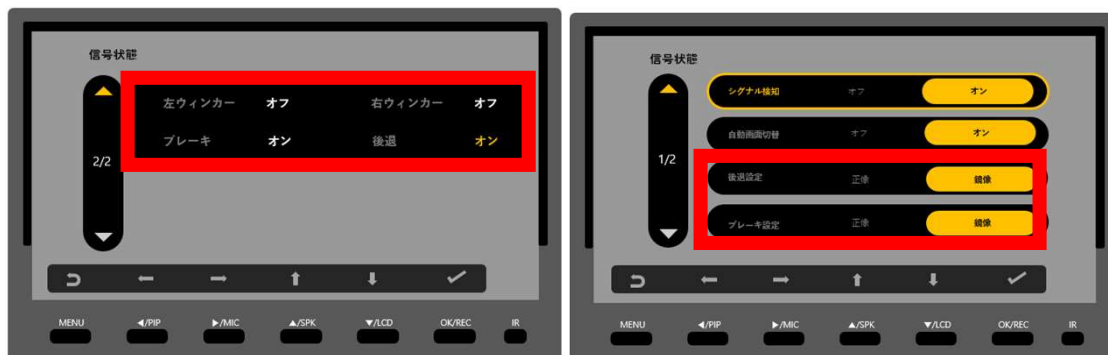 信号状態
左ウィンカー オフ 右ウィンカー オフ
ブレーキ オン 後退 オン
2/2
MENU ◀/PIP ▶/MIC ▲/SPK ▼/LCD OK/REC IR
信号状態
シグナル検知 オフ オン
自動画面切替 オフ オン
1/2
後退設定 正像 鏡像
ブレーキ設定 正像 鏡像
MENU ◀/PIP ▶/MIC ▲/SPK ▼/LCD OK/REC IR